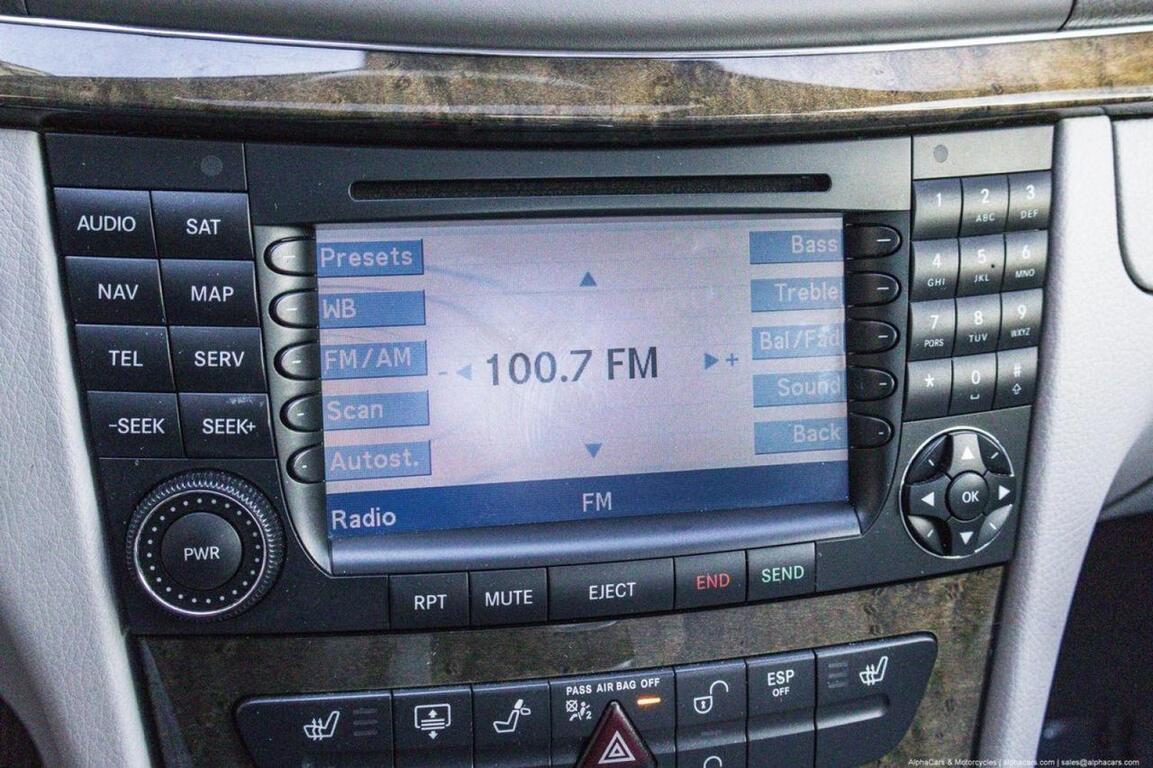 AUDIO
SAT
NAV
MAP
TEL
SERV
-SEEK
SEEK+
PWR
Presets
WB
FM/AM
Scan
Autost.
- 100.7 FM +
Bass
Treble
Bal/Fad
Sound
Back
FM
Radio
RPT
MUTE
EJECT
END
SEND
1
2 ABC
3 DEF
4 GHI
5 JKL
6 MNO
7 PQRS
8 TUV
9 WXYZ
*
0
#
OK
PASS AIR BAG OFF
2
ESP
OFF
AlphaCars & Motorcycles | alphacars.com | sales@alphacars.com